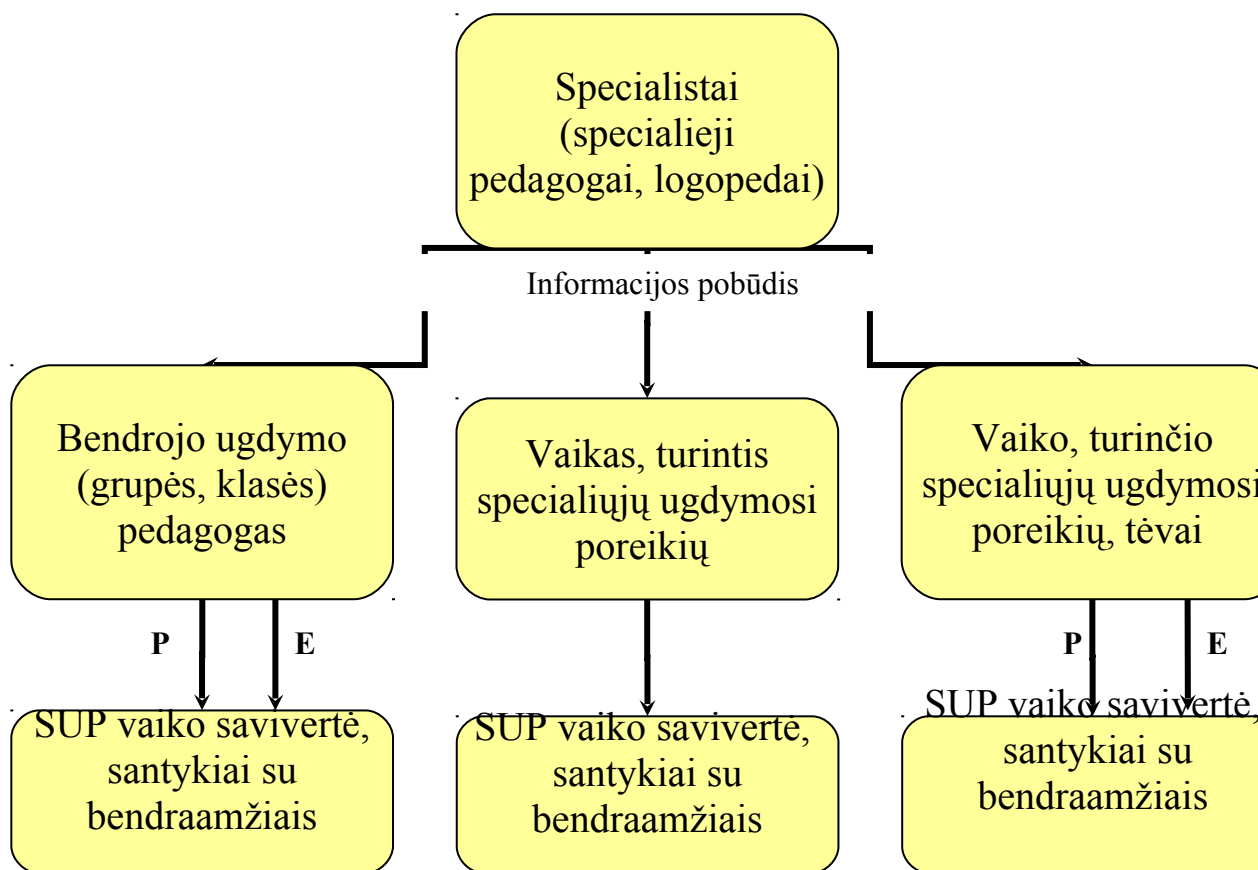 Specialistai
(specialieji
pedagogai, logopedai)
Informacijos pobūdis
Bendrojo ugdymo
(grupės, klasės)
pedagogas
Vaikas, turintis
specialiųjų ugdymosi
poreikių
Vaiko, turinčio
specialiųjų ugdymosi
poreikių, tėvai
P
E
P
E
SUP vaiko savivertė,
santykiai su
bendraamžiais
SUP vaiko savivertė,
santykiai su
bendraamžiais
SUP vaiko savivertė,
santykiai su
bendraamžiais